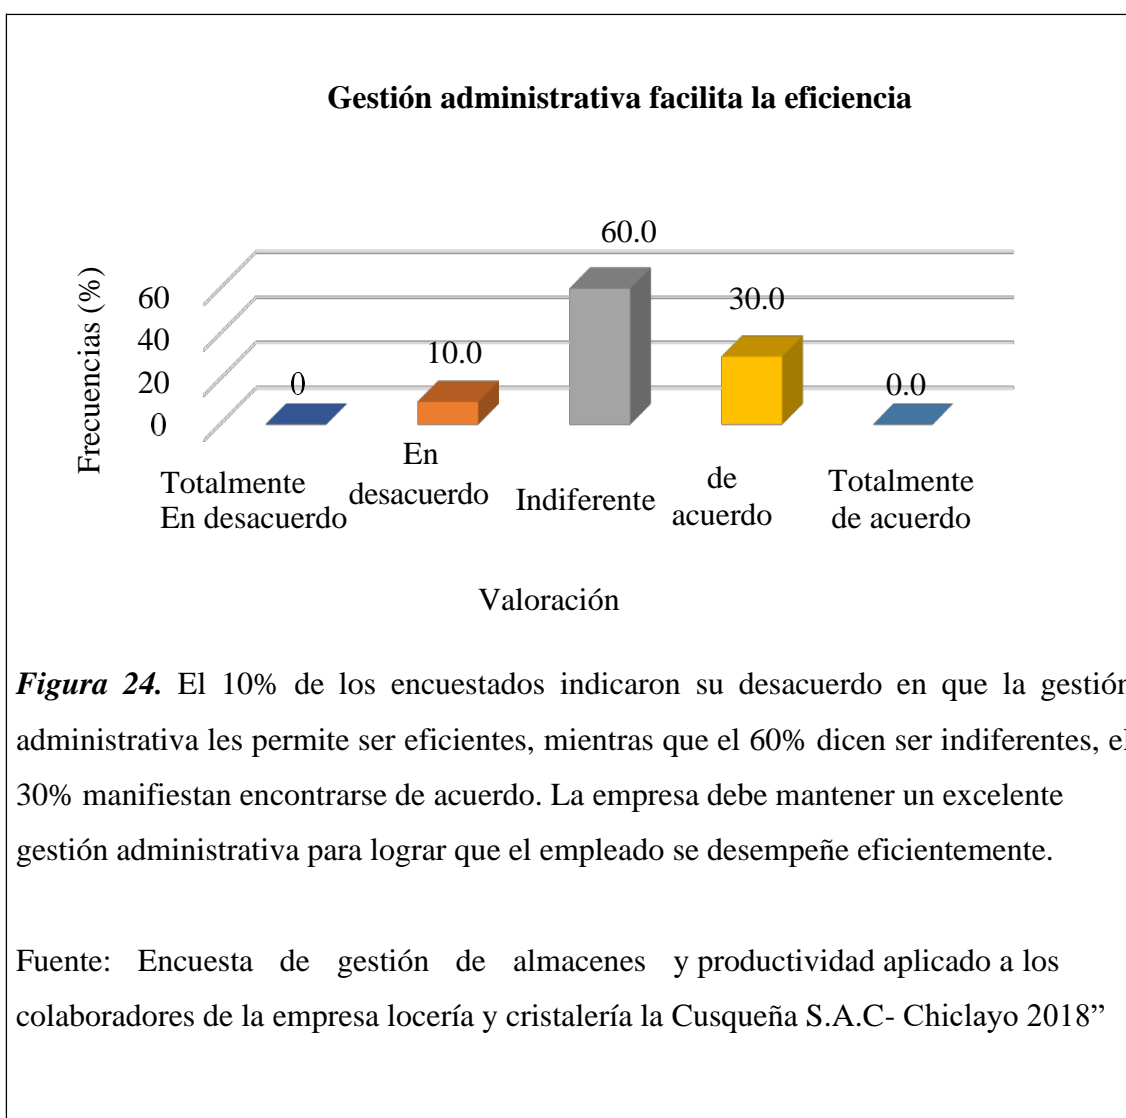 Gestión administrativa facilita la eficiencia
Frecuencias (%)
60
40
20
0
0
10.0
60.0
30.0
0.0
Totalmente
En desacuerdo
En
desacuerdo
Indiferente
de
acuerdo
Totalmente
de acuerdo
Valoración
Figura 24. El 10% de los encuestados indicaron su desacuerdo en que la gestión
administrativa les permite ser eficientes, mientras que el 60% dicen ser indiferentes, el
30% manifiestan encontrarse de acuerdo. La empresa debe mantener un excelente
gestión administrativa para lograr que el empleado se desempeñe eficientemente.
Fuente: Encuesta de gestión de almacenes y productividad aplicado a los
colaboradores de la empresa locería y cristalería la Cusqueña S.A.C- Chiclayo 2018”